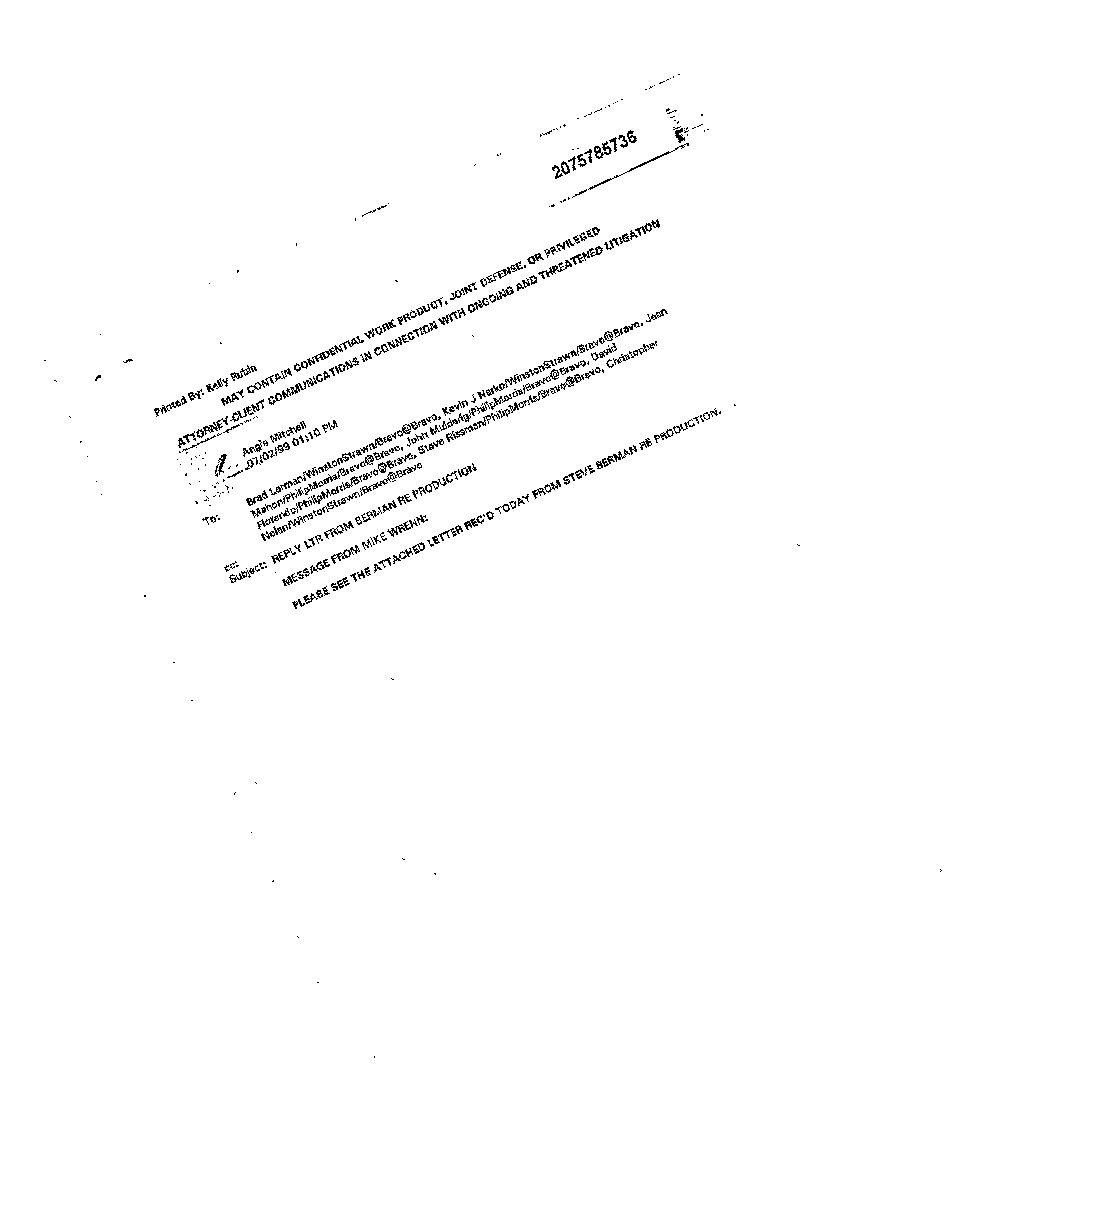 2075785736
Printed By: Kelly Rubin
MAY CONTAIN CONFIDENTIAL WORK PRODUCT, JOINT DEFENSE, OR PRIVILEGED
ATTORNEY-CLIENT COMMUNICATIONS IN CONNECTION WITH ONGOING AND THREATENED LITIGATION
Angie Mitchell
07/02/99 01:10 PM
To: Brad Lerman/WinstonStrawn/Bravo@Bravo, Kevin J Narko/WinstonStrawn/Bravo@Bravo, Jean
Mahon/PhilipMorris/Bravo@Bravo, John Mulderig/PhilipMorris/Bravo@Bravo, David
Florendo/PhilipMorris/Bravo@Bravo, Steve Rissman/PhilipMorris/Bravo@Bravo, Christopher
Nolan/WinstonStrawn/Bravo@Bravo
cc:
Subject: REPLY LTR FROM BERMAN RE PRODUCTION
MESSAGE FROM MIKE WRENN:
PLEASE SEE THE ATTACHED LETTER REC'D TODAY FROM STEVE BERMAN RE PRODUCTION.